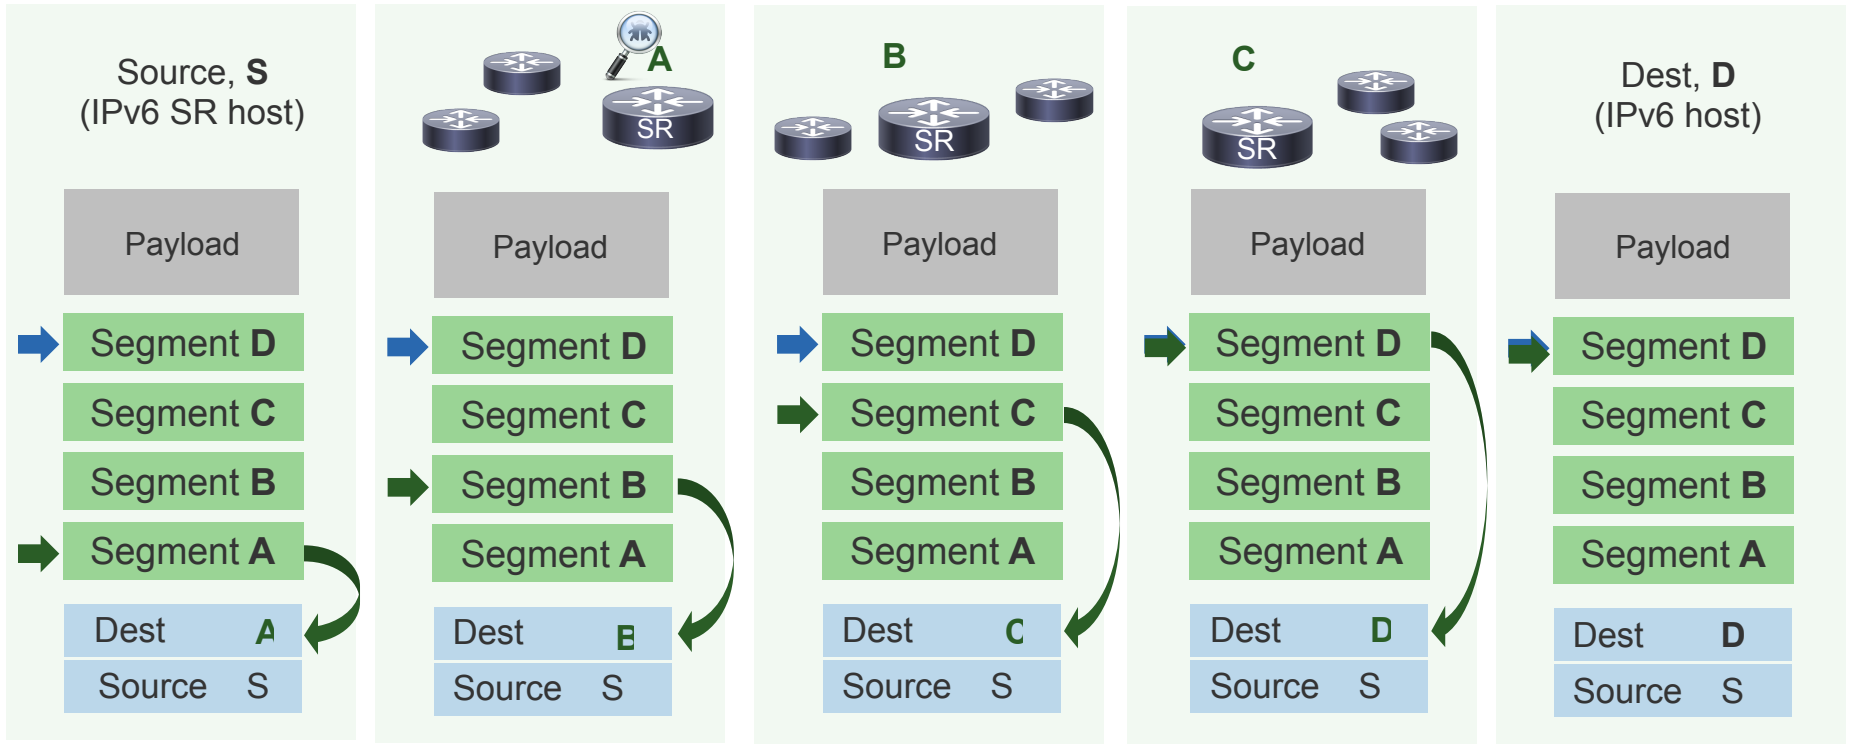 Source, S
(IPv6 SR host)
Payload
Segment D
Segment C
Segment B
Segment A
Dest A
Source S
A
SR
Payload
Segment D
Segment C
Segment B
Segment A
Dest B
Source S
B
SR
Payload
Segment D
Segment C
Segment B
Segment A
Dest C
Source S
C
SR
Payload
Segment D
Segment C
Segment B
Segment A
Dest D
Source S
Dest, D
(IPv6 host)
Payload
Segment D
Segment C
Segment B
Segment A
Dest D
Source S